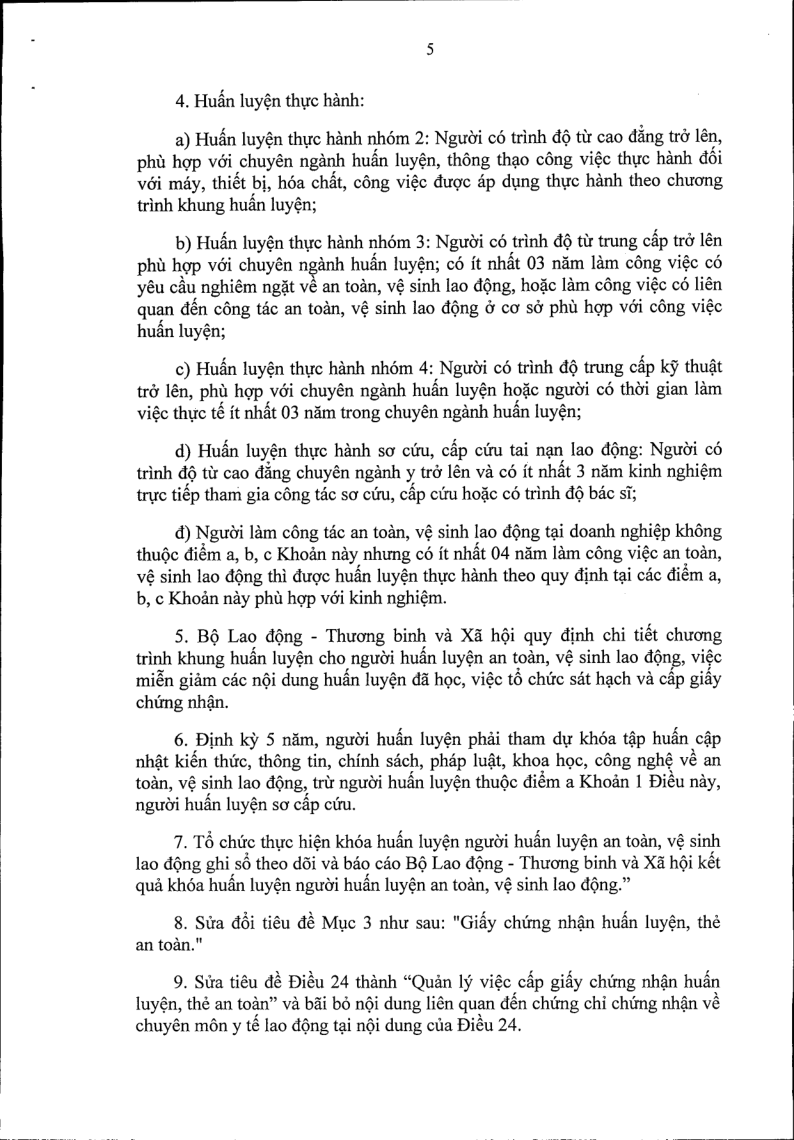 5
4. Huấn luyện thực hành:
a) Huấn luyện thực hành nhóm 2: Người có trình độ từ cao đẳng trở lên,
phù hợp với chuyên ngành huấn luyện, thông thạo công việc thực hành đối
với máy, thiết bị, hóa chất, công việc được áp dụng thực hành theo chương
trình khung huấn luyện;
b) Huấn luyện thực hành nhóm 3: Người có trình độ từ trung cấp trở lên
phù hợp với chuyên ngành huấn luyện; có ít nhất 03 năm làm công việc có
yêu cầu nghiêm ngặt về an toàn, vệ sinh lao động, hoặc làm công việc có liên
quan đến công tác an toàn, vệ sinh lao động ở cơ sở phù hợp với công việc
huấn luyện;
c) Huấn luyện thực hành nhóm 4: Người có trình độ trung cấp kỹ thuật
trở lên, phù hợp với chuyên ngành huấn luyện hoặc người có thời gian làm
việc thực tế ít nhất 03 năm trong chuyên ngành huấn luyện;
d) Huấn luyện thực hành sơ cứu, cấp cứu tai nạn lao động: Người có
trình độ từ cao đẳng chuyên ngành y trở lên và có ít nhất 3 năm kinh nghiệm
trực tiếp tham gia công tác sơ cứu, cấp cứu hoặc có trình độ bác sĩ;
đ) Người làm công tác an toàn, vệ sinh lao động tại doanh nghiệp không
thuộc điểm a, b, c Khoản này nhưng có ít nhất 04 năm làm công việc an toàn,
vệ sinh lao động thì được huấn luyện thực hành theo quy định tại các điểm a,
b, c Khoản này phù hợp với kinh nghiệm.
5. Bộ Lao động - Thương binh và Xã hội quy định chi tiết chương
trình khung huấn luyện cho người huấn luyện an toàn, vệ sinh lao động, việc
miễn giảm các nội dung huấn luyện đã học, việc tổ chức sát hạch và cấp giấy
chứng nhận.
6. Định kỳ 5 năm, người huấn luyện phải tham dự khóa tập huấn cập
nhật kiến thức, thông tin, chính sách, pháp luật, khoa học, công nghệ về an
toàn, vệ sinh lao động, trừ người huấn luyện thuộc điểm a Khoản 1 Điều này,
người huấn luyện sơ cấp cứu.
7. Tổ chức thực hiện khóa huấn luyện người huấn luyện an toàn, vệ sinh
lao động ghi sổ theo dõi và báo cáo Bộ Lao động - Thương binh và Xã hội kết
quả khóa huấn luyện người huấn luyện an toàn, vệ sinh lao động.”
8. Sửa đổi tiêu đề Mục 3 như sau: "Giấy chứng nhận huấn luyện, thẻ
an toàn."
9. Sửa tiêu đề Điều 24 thành “Quản lý việc cấp giấy chứng nhận huấn
luyện, thẻ an toàn” và bãi bỏ nội dung liên quan đến chứng chỉ chứng nhận về
chuyên môn y tế lao động tại nội dung của Điều 24.